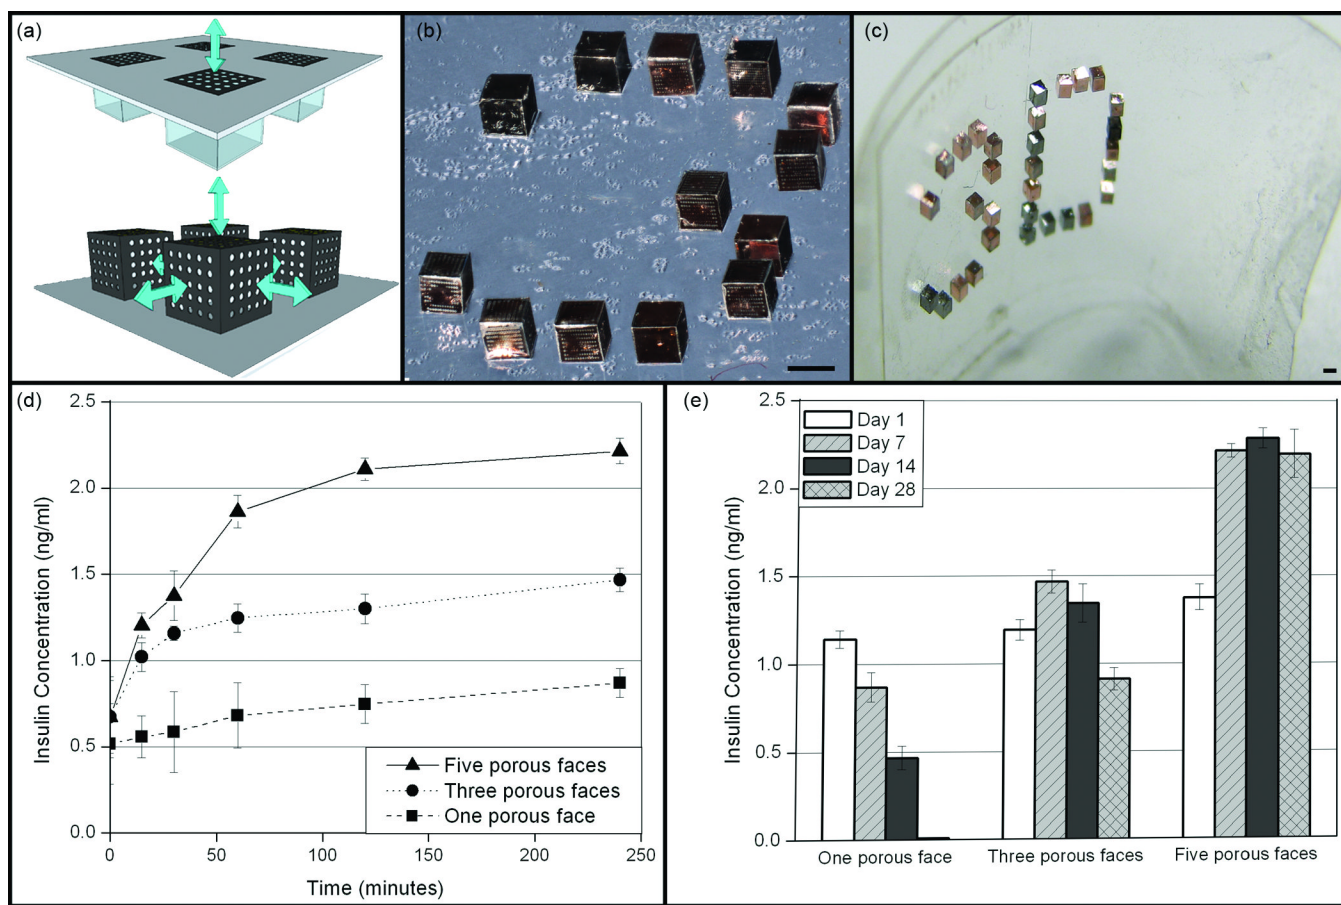 (a)
(b)
(c)
(d)
2.5
2.0
1.5
1.0
0.5
0.0
Insulin Concentration (ng/ml)
0
50
100
150
200
250
Time (minutes)
Five porous faces
Three porous faces
One porous face
(e)
2.5
2.0
1.5
1.0
0.5
0.0
Insulin Concentration (ng/ml)
Day 1
Day 7
Day 14
Day 28
One porous face
Three porous faces
Five porous faces